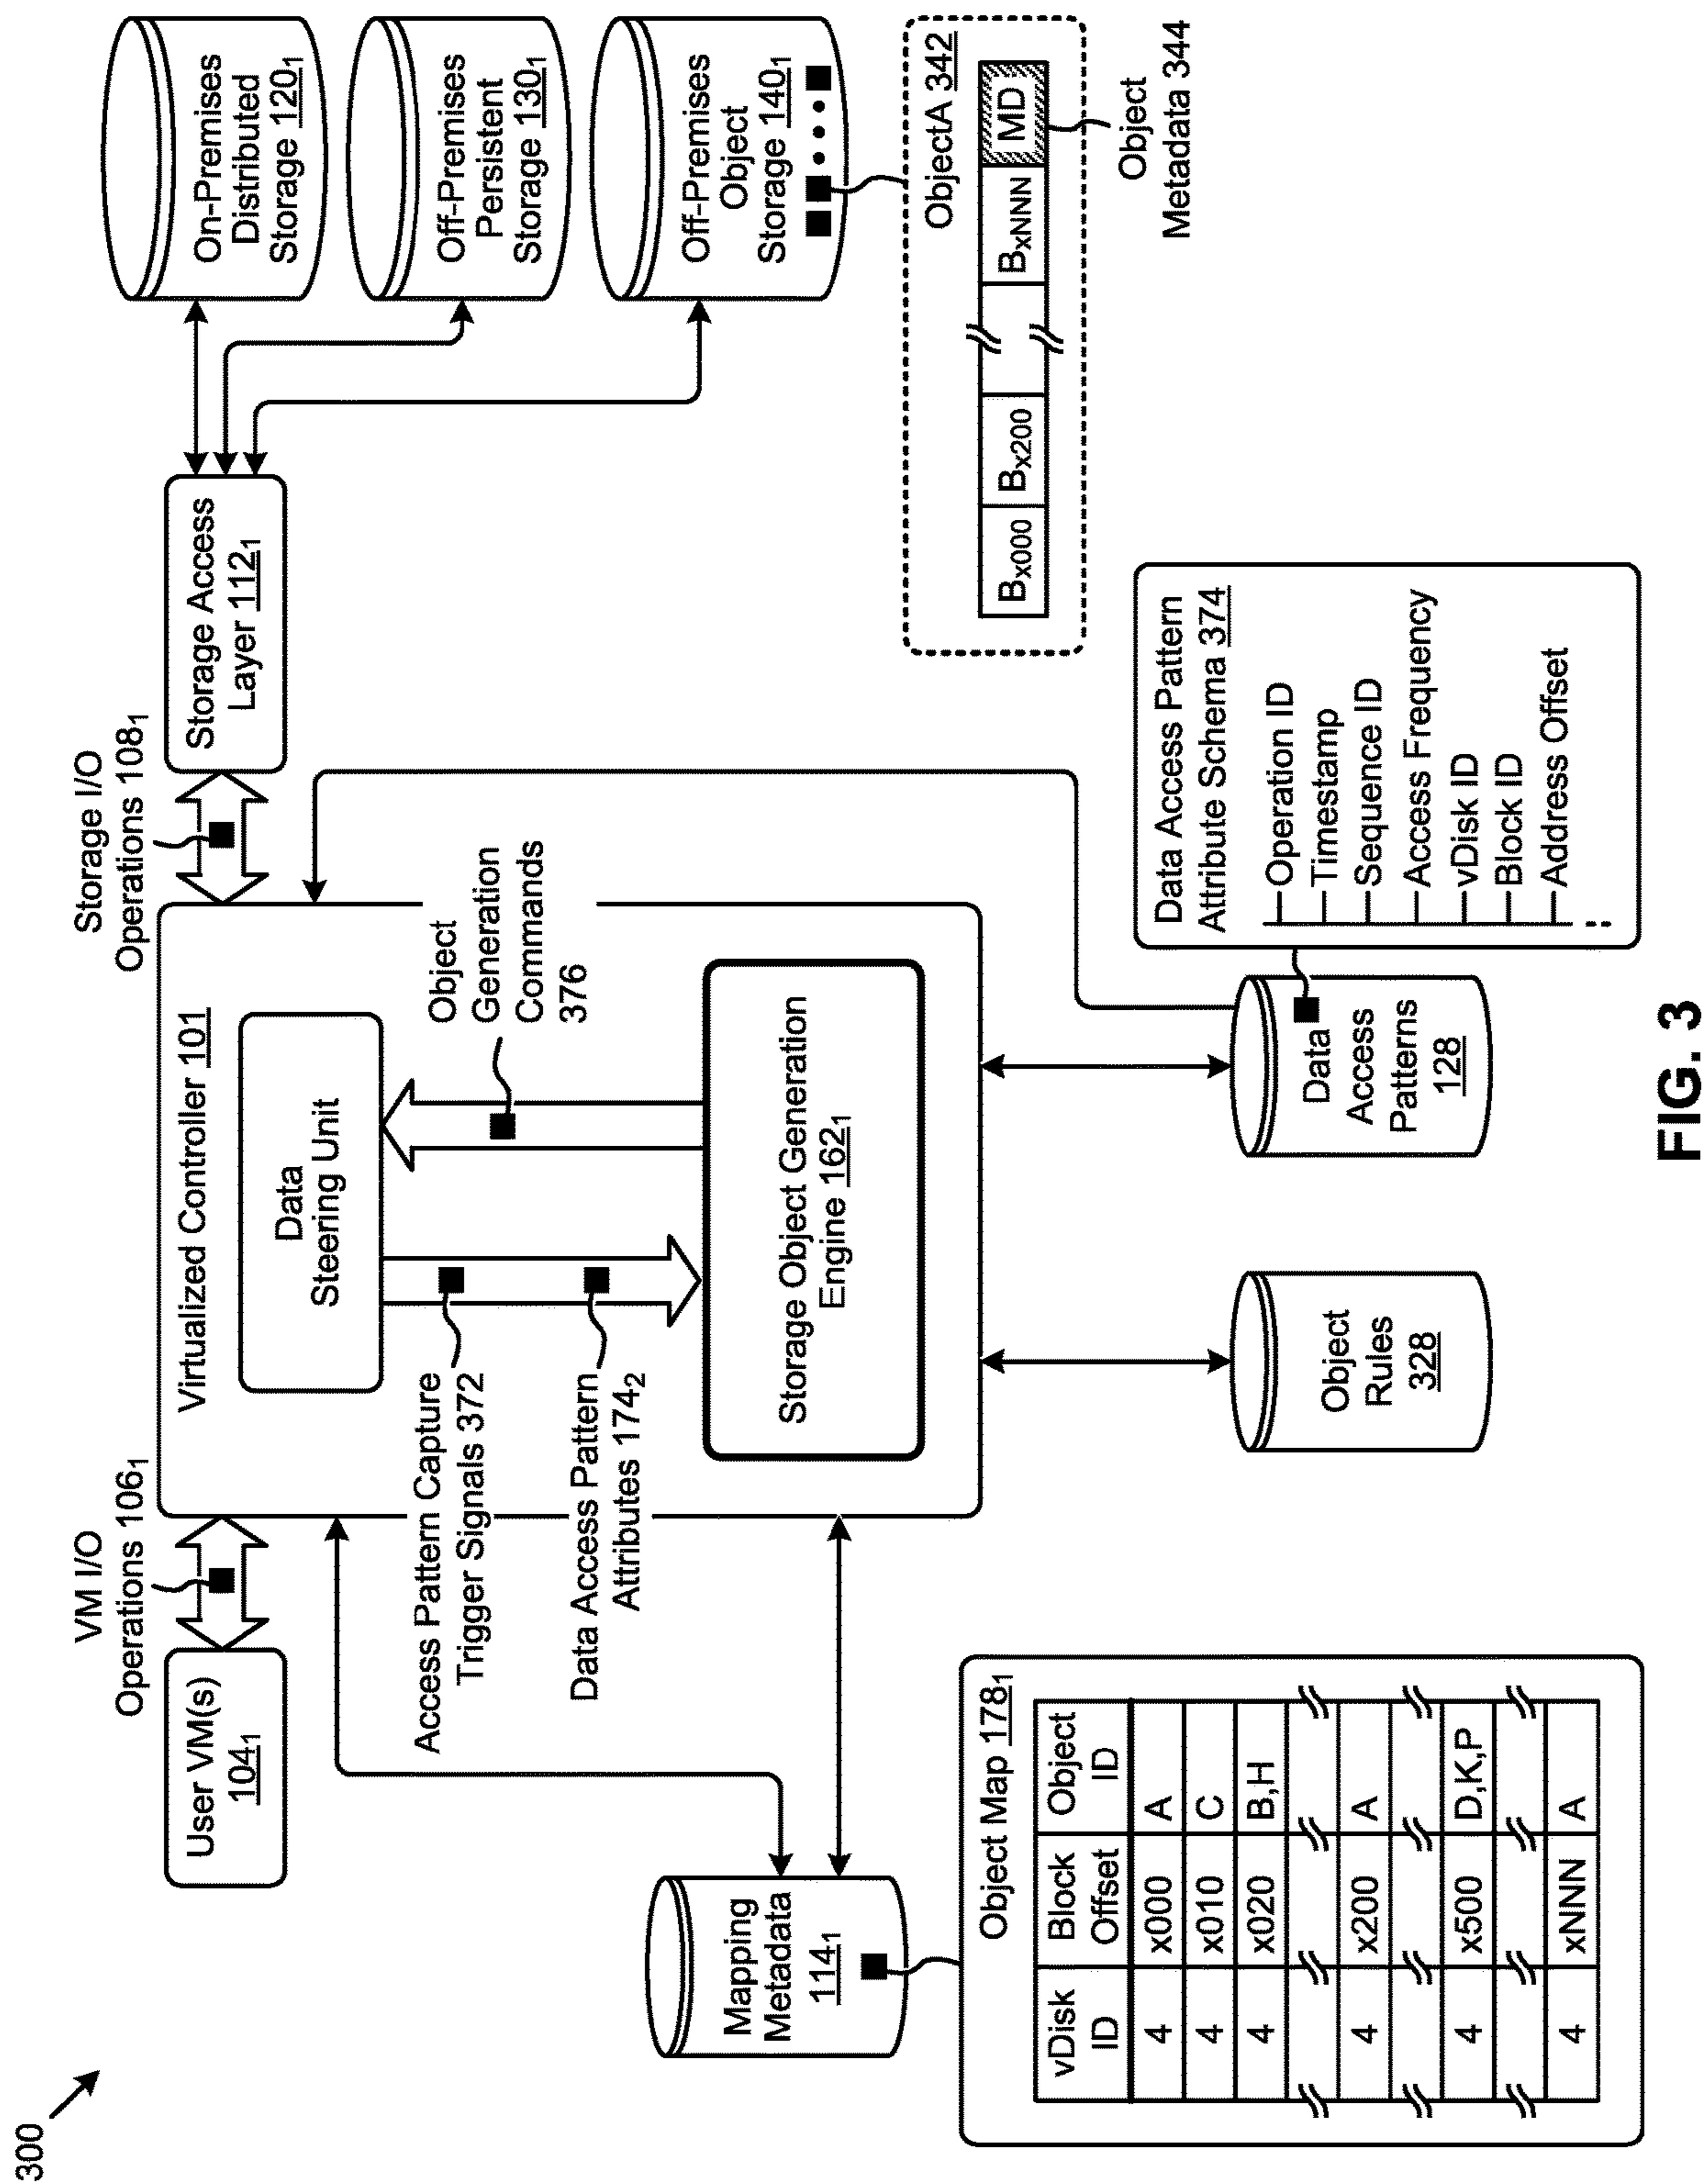 300
User VM(s)
104₁
VM I/O
Operations 106₁
Virtualized Controller 101
Data
Steering Unit
Access Pattern Capture
Trigger Signals 372
Data Access Pattern
Attributes 174₂
Object
Generation
Commands
376
Storage Object Generation
Engine 162₁
Storage I/O
Operations 108₁
Storage Access
Layer 112₁
On-Premises
Distributed
Storage 120₁
Off-Premises
Persistent
Storage 130₁
Off-Premises
Object
Storage 140₁
ObjectA 342
Bx000 Bx200 BxNNN MD
Object
Metadata 344
Mapping
Metadata
114₁
Object Map 178₁
vDisk ID Block Offset Object ID
4 x000 A
4 x010 C
4 x020 B,H
4 x200 A
4 x500 D,K,P
4 xNNN A
Object
Rules
328
Data
Access
Patterns
128
Data Access Pattern
Attribute Schema 374
Operation ID
Timestamp
Sequence ID
Access Frequency
vDisk ID
Block ID
Address Offset
FIG. 3